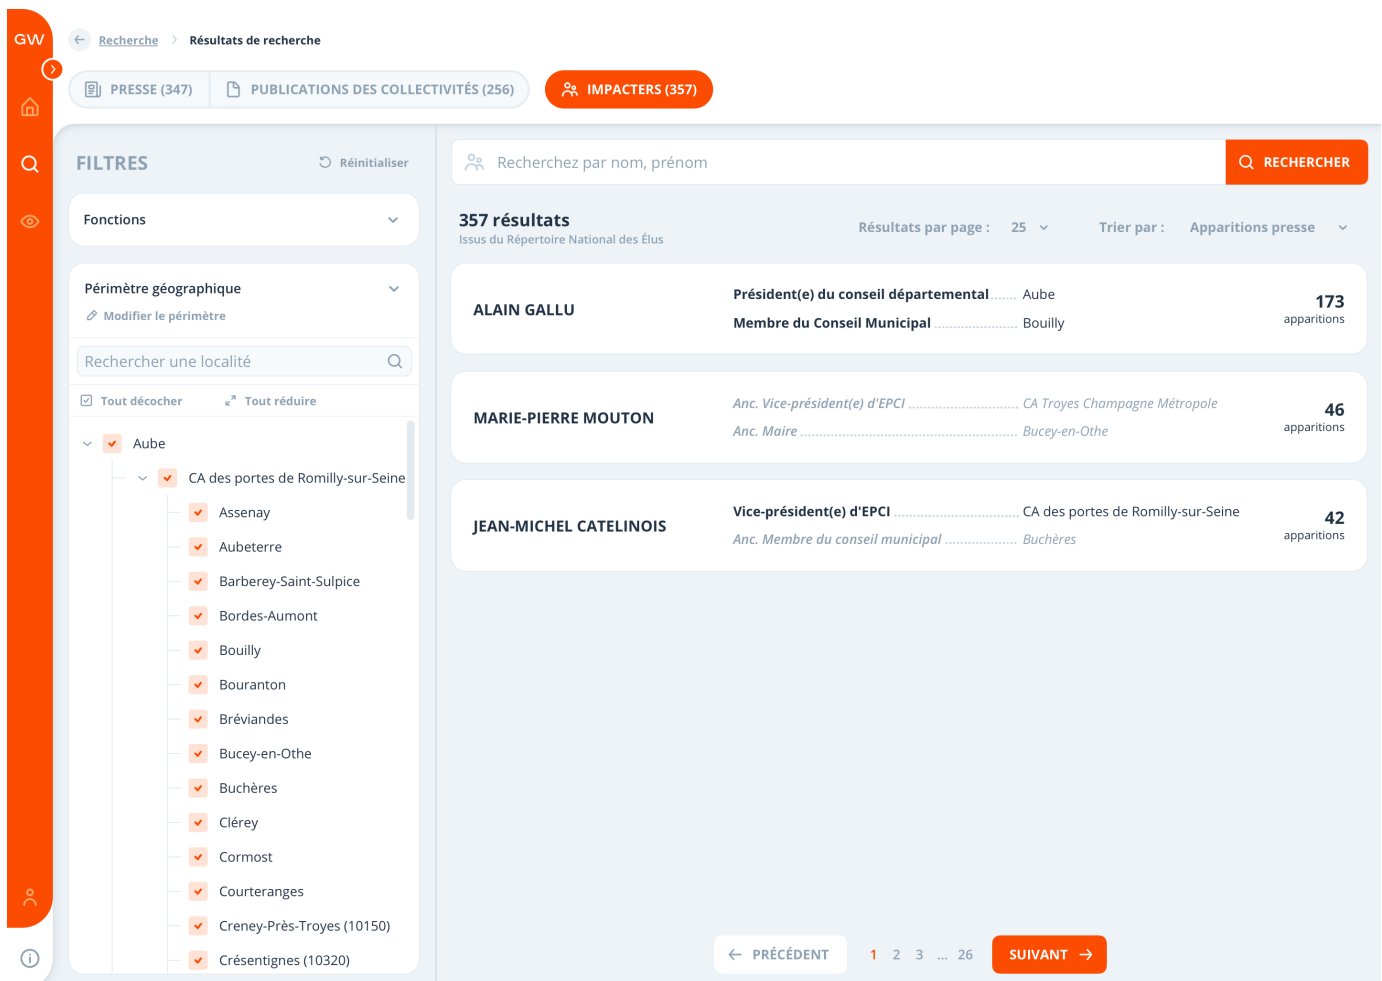 GW
Recherche
Résultats de recherche
PRESSE (347)
PUBLICATIONS DES COLLECTIVITÉS (256)
IMPACTERS (357)
FILTRES
Réinitialiser
Fonctions
Périmètre géographique
Modifier le périmètre
Rechercher une localité
Tout décocher
Tout réduire
Aube
CA des portes de Romilly-sur-Seine
Assenay
Aubeterre
Barberey-Saint-Sulpice
Bordes-Aumont
Bouilly
Bouranton
Bréviandes
Bucey-en-Othe
Buchères
Clérey
Cormost
Courteranges
Creney-Près-Troyes (10150)
Crésentignes (10320)
Recherchez par nom, prénom
RECHERCHER
357 résultats
Issus du Répertoire National des Élus
Résultats par page : 25
Trier par : Apparitions presse
ALAIN GALLU
Président(e) du conseil départemental ....... Aube
Membre du Conseil Municipal ..................... Bouilly
173
apparitions
MARIE-PIERRE MOUTON
Anc. Vice-président(e) d'EPCI ............................ CA Troyes Champagne Métropole
Anc. Maire ....................................................... Bucey-en-Othe
46
apparitions
JEAN-MICHEL CATELINOIS
Vice-président(e) d'EPCI ................................ CA des portes de Romilly-sur-Seine
Anc. Membre du conseil municipal .................. Buchères
42
apparitions
PRÉCÉDENT
1 2 3 ... 26
SUIVANT